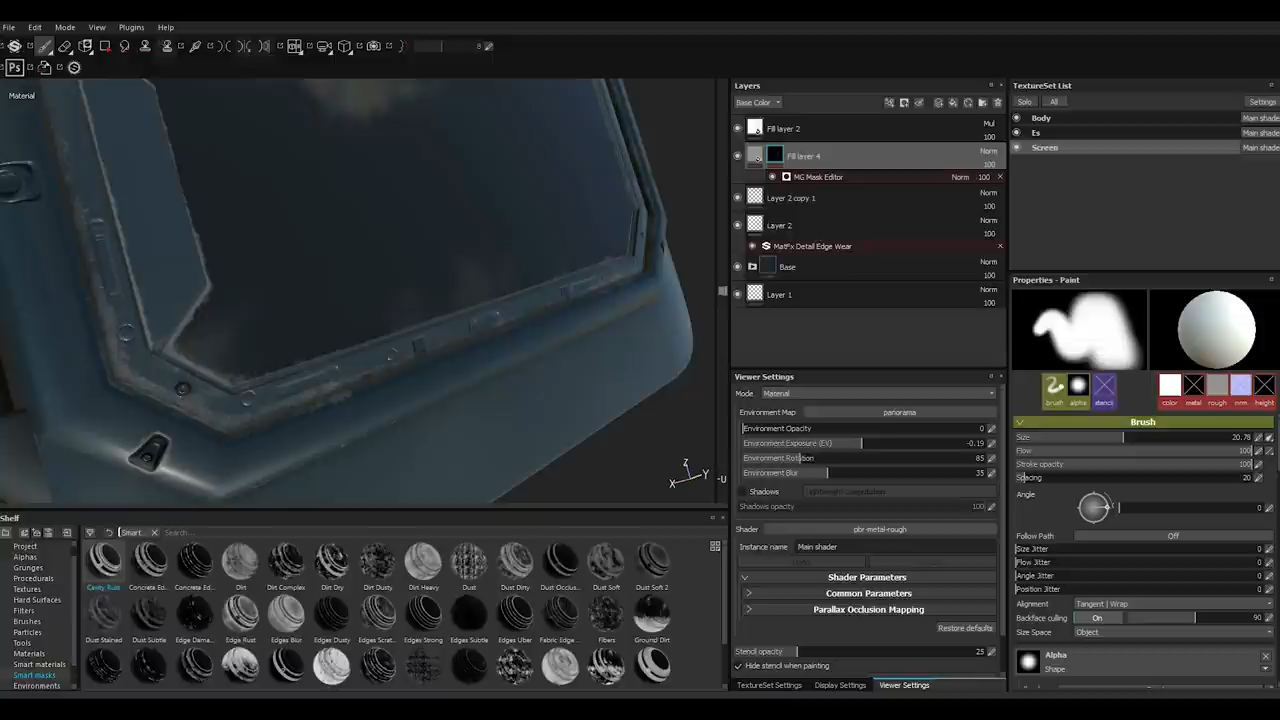 File Edit Mode View Plugins Help
8
Ps
Material
Z
Y
X
Layers
Base Color
Fill layer 2 Mul 100
Fill layer 4 Norm 100
MG Mask Editor Norm 100
Layer 2 copy 1 Norm 100
Layer 2 Norm 100
MatFx Detail Edge Wear
Base Norm 100
Layer 1 Norm 100
TextureSet List
Solo All Settings
Body Main shade
Es Main shade
Screen Main shade
Viewer Settings
Mode Material
Environment Map panorama
Environment Opacity 0
Environment Exposure (EV) -0.19
Environment Rotation 85
Environment Blur 35
Shadows
Shadows opacity 100
Shader pbr-metal-rough
Instance name Main shader
Shader Parameters
Common Parameters
Parallax Occlusion Mapping
Restore defaults
Stencil opacity 25
Hide stencil when painting
TextureSet Settings Display Settings Viewer Settings
Properties - Paint
brush alpha stencil color metal rough nrm height
Brush
Size 20.78
Flow 100
Stroke opacity 100
Spacing 20
Angle 0
Follow Path Off
Size Jitter 0
Flow Jitter 0
Angle Jitter 0
Position Jitter 0
Alignment Tangent | Wrap
Backface culling On 90
Size Space Object
Alpha
Shape
Shelf
Smart. Search...
Project
Alphas
Grunges
Procedurals
Textures
Hard Surfaces
Filters
Brushes
Particles
Tools
Materials
Smart materials
Smart masks
Environments
Cavity Rust Concrete Ed... Concrete Ed... Dirt Dirt Complex Dirt Dry Dirt Dusty Dirt Heavy Dust Dust Dirty Dust Occlus... Dust Soft Dust Soft 2
Dust Stained Dust Subtle Edge Dama... Edge Rust Edges Blur Edges Dusty Edges Scrat... Edges Strong Edges Subtle Edges Uber Fabric Edge... Fibers Ground Dirt